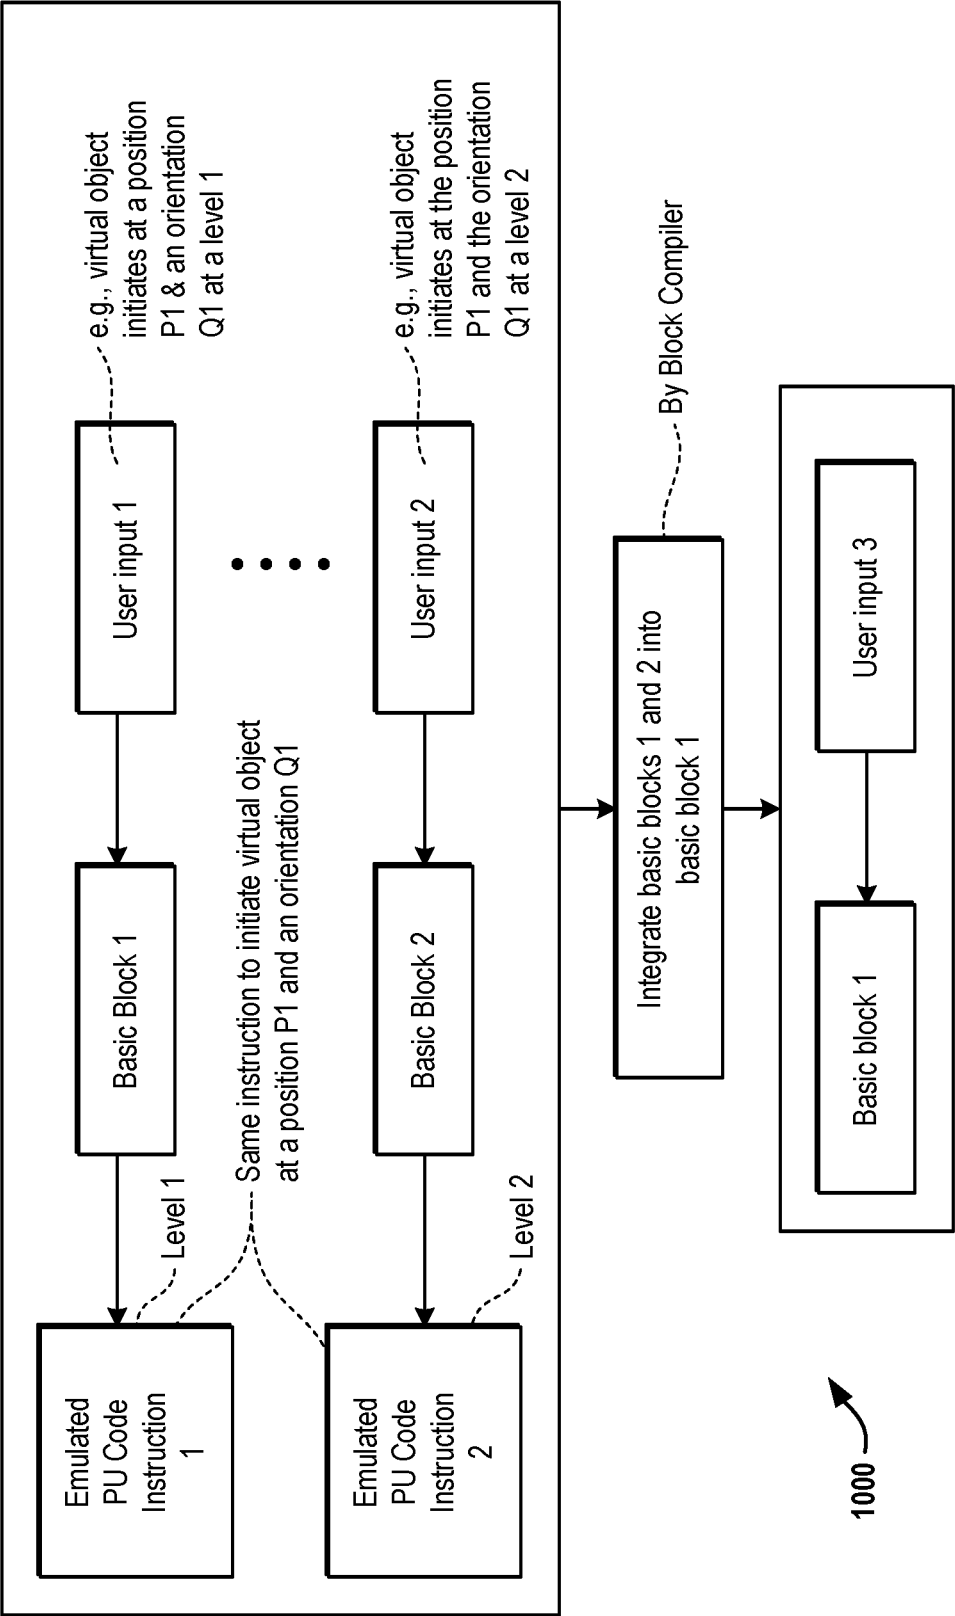 Emulated
PU Code
Instruction
1
Level 1
Basic Block 1
User input 1
e.g., virtual object
initiates at a position
P1 & an orientation
Q1 at a level 1
Same instruction to initiate virtual object
at a position P1 and an orientation Q1
Emulated
PU Code
Instruction
2
Level 2
Basic Block 2
User input 2
e.g., virtual object
initiates at the position
P1 and the orientation
Q1 at a level 2
Integrate basic blocks 1 and 2 into
basic block 1
By Block Compiler
Basic block 1
User input 3
1000